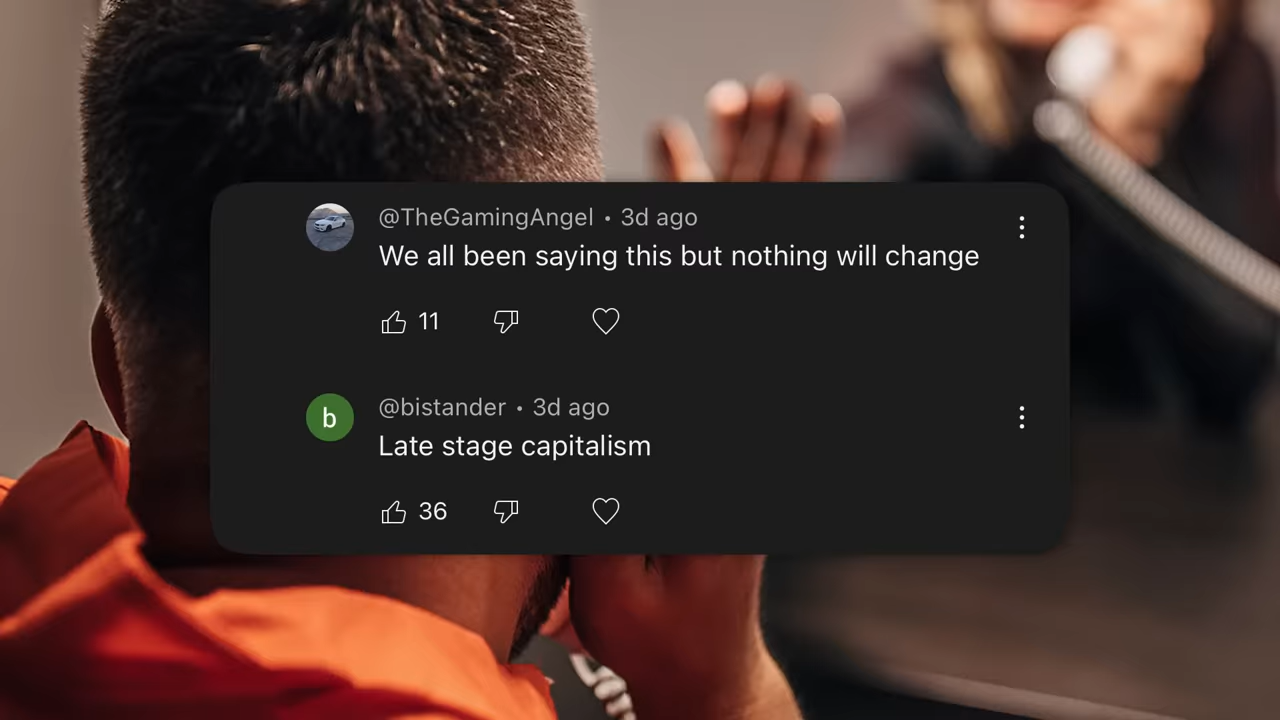 @TheGamingAngel • 3d ago
We all been saying this but nothing will change
11
b
@bistander • 3d ago
Late stage capitalism
36